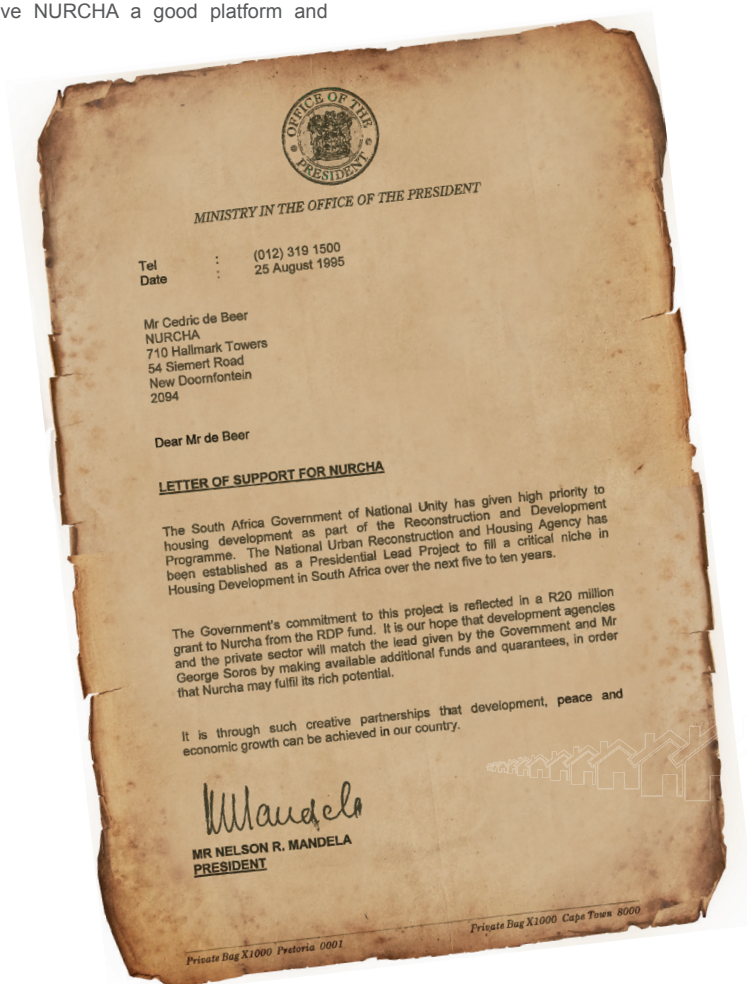 ve NURCHA a good platform and
OFFICE OF THE
PRESIDENT
MINISTRY IN THE OFFICE OF THE PRESIDENT
Tel : (012) 319 1500
Date : 25 August 1995
Mr Cedric de Beer
NURCHA
710 Hallmark Towers
54 Siemert Road
New Doornfontein
2094
Dear Mr de Beer
LETTER OF SUPPORT FOR NURCHA
The South Africa Government of National Unity has given high priority to
housing development as part of the Reconstruction and Development
Programme. The National Urban Reconstruction and Housing Agency has
been established as a Presidential Lead Project to fill a critical niche in
Housing Development in South Africa over the next five to ten years.
The Government's commitment to this project is reflected in a R20 million
grant to Nurcha from the RDP fund. It is our hope that development agencies
and the private sector will match the lead given by the Government and Mr
George Soros by making available additional funds and quarantees, in order
that Nurcha may fulfil its rich potential.
It is through such creative partnerships that development, peace and
economic growth can be achieved in our country.
NMandela
MR NELSON R. MANDELA
PRESIDENT
Private Bag X1000 Pretoria 0001
Private Bag X1000 Cape Town 8000